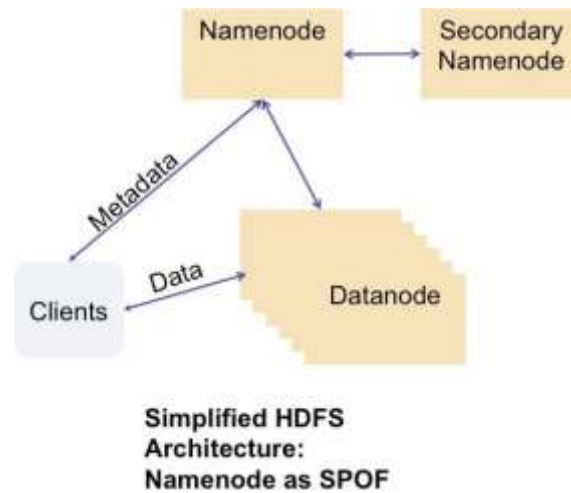 Namenode
Secondary
Namenode
Metadata
Data
Clients
Datanode
Simplified HDFS
Architecture:
Namenode as SPOF